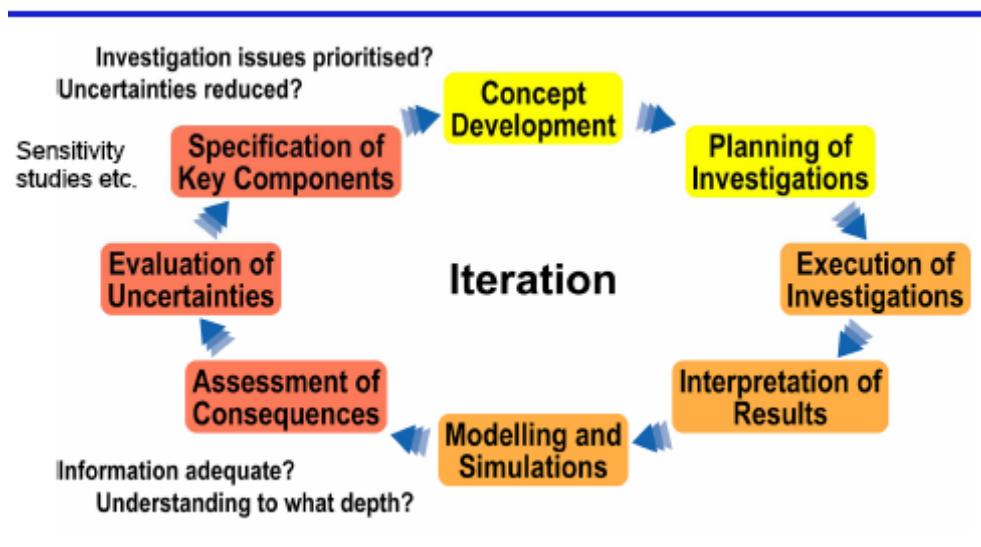 Investigation issues prioritised?
Uncertainties reduced?
Concept
Development
Sensitivity
studies etc.
Specification of
Key Components
Planning of
Investigations
Evaluation of
Uncertainties
Iteration
Execution of
Investigations
Assessment of
Consequences
Interpretation of
Results
Modelling and
Simulations
Information adequate?
Understanding to what depth?